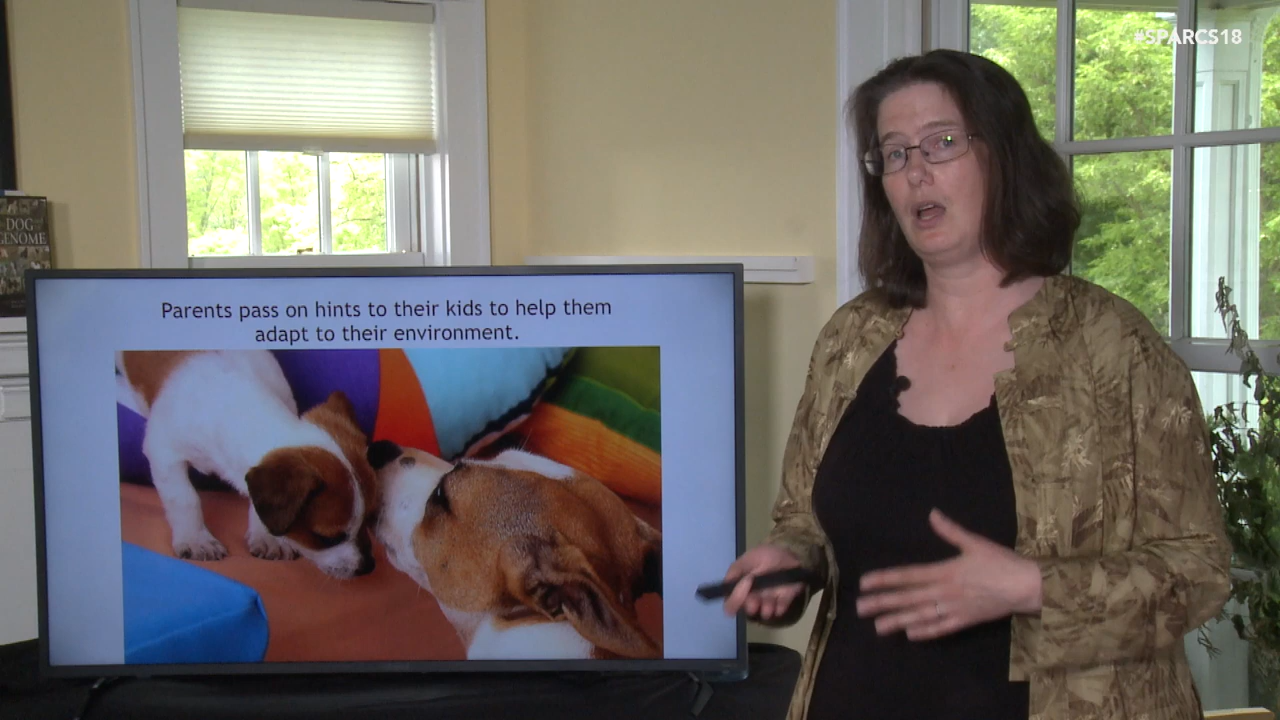 #SPARCS18
DOG
GENOME
Parents pass on hints to their kids to help them
adapt to their environment.